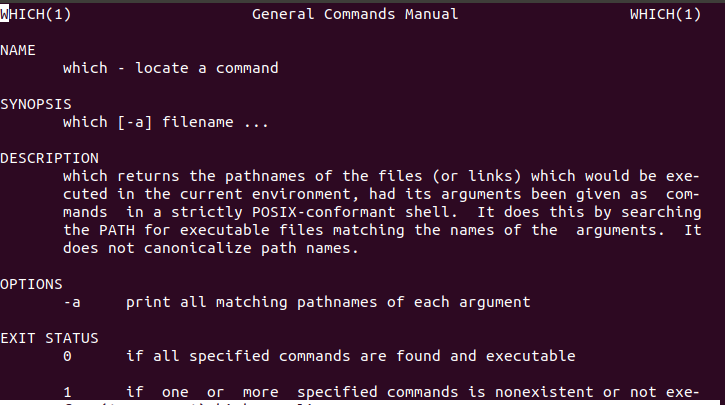 WHICH(1) General Commands Manual WHICH(1)
NAME
which - locate a command
SYNOPSIS
which [-a] filename ...
DESCRIPTION
which returns the pathnames of the files (or links) which would be exe-
cuted in the current environment, had its arguments been given as com-
mands in a strictly POSIX-conformant shell. It does this by searching
the PATH for executable files matching the names of the arguments. It
does not canonicalize path names.
OPTIONS
-a print all matching pathnames of each argument
EXIT STATUS
0 if all specified commands are found and executable
1 if one or more specified commands is nonexistent or not exe-